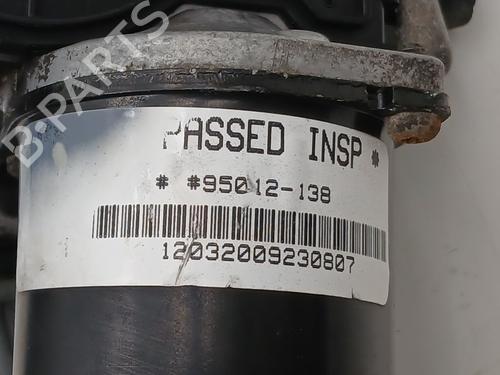 B-PARTS
PASSED INSP *
* *95012-138
12032009230807